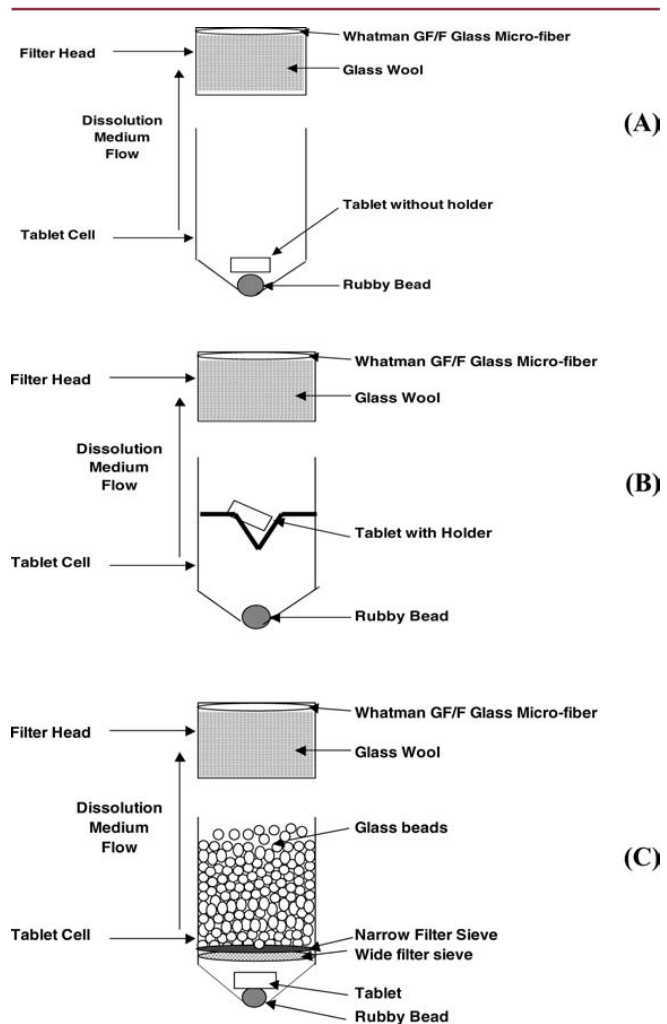 Whatman GF/F Glass Micro-fiber
Filter Head
Glass Wool
Dissolution
Medium
Flow
(A)
Tablet without holder
Tablet Cell
Rubby Bead
Whatman GF/F Glass Micro-fiber
Filter Head
Glass Wool
Dissolution
Medium
Flow
(B)
Tablet with Holder
Tablet Cell
Rubby Bead
Whatman GF/F Glass Micro-fiber
Filter Head
Glass Wool
Dissolution
Medium
Flow
Glass beads
(C)
Tablet Cell
Narrow Filter Sieve
Wide filter sieve
Tablet
Rubby Bead